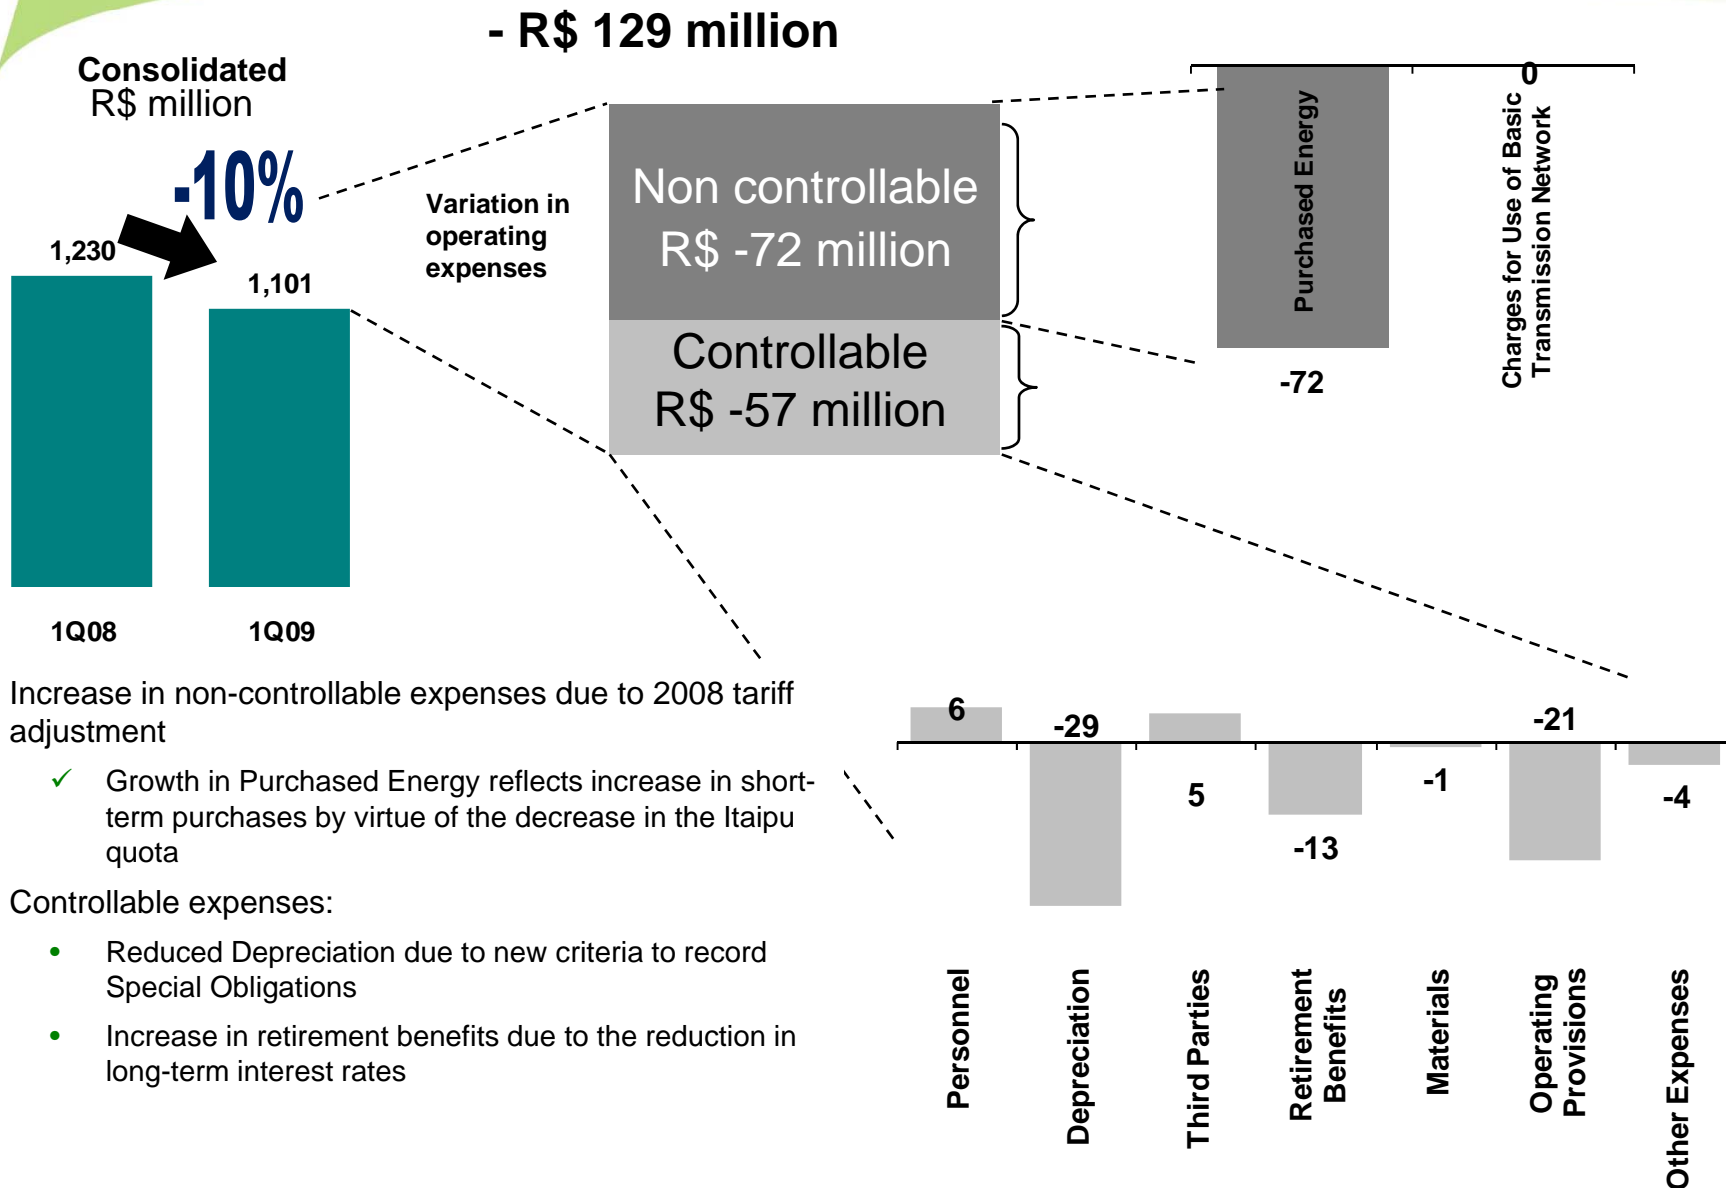 - R$ 129 million
Consolidated
R$ million
-10%
1,230
1,101
1Q08
1Q09
Variation in
operating
expenses
Non controllable
R$ -72 million
Controllable
R$ -57 million
0
Purchased Energy
Charges for Use of Basic
Transmission Network
-72
Increase in non-controllable expenses due to 2008 tariff
adjustment
✓ Growth in Purchased Energy reflects increase in short-
term purchases by virtue of the decrease in the Itaipu
quota
Controllable expenses:
• Reduced Depreciation due to new criteria to record
Special Obligations
• Increase in retirement benefits due to the reduction in
long-term interest rates
6
-29
5
-13
-1
-21
-4
Personnel
Depreciation
Third Parties
Retirement
Benefits
Materials
Operating
Provisions
Other Expenses